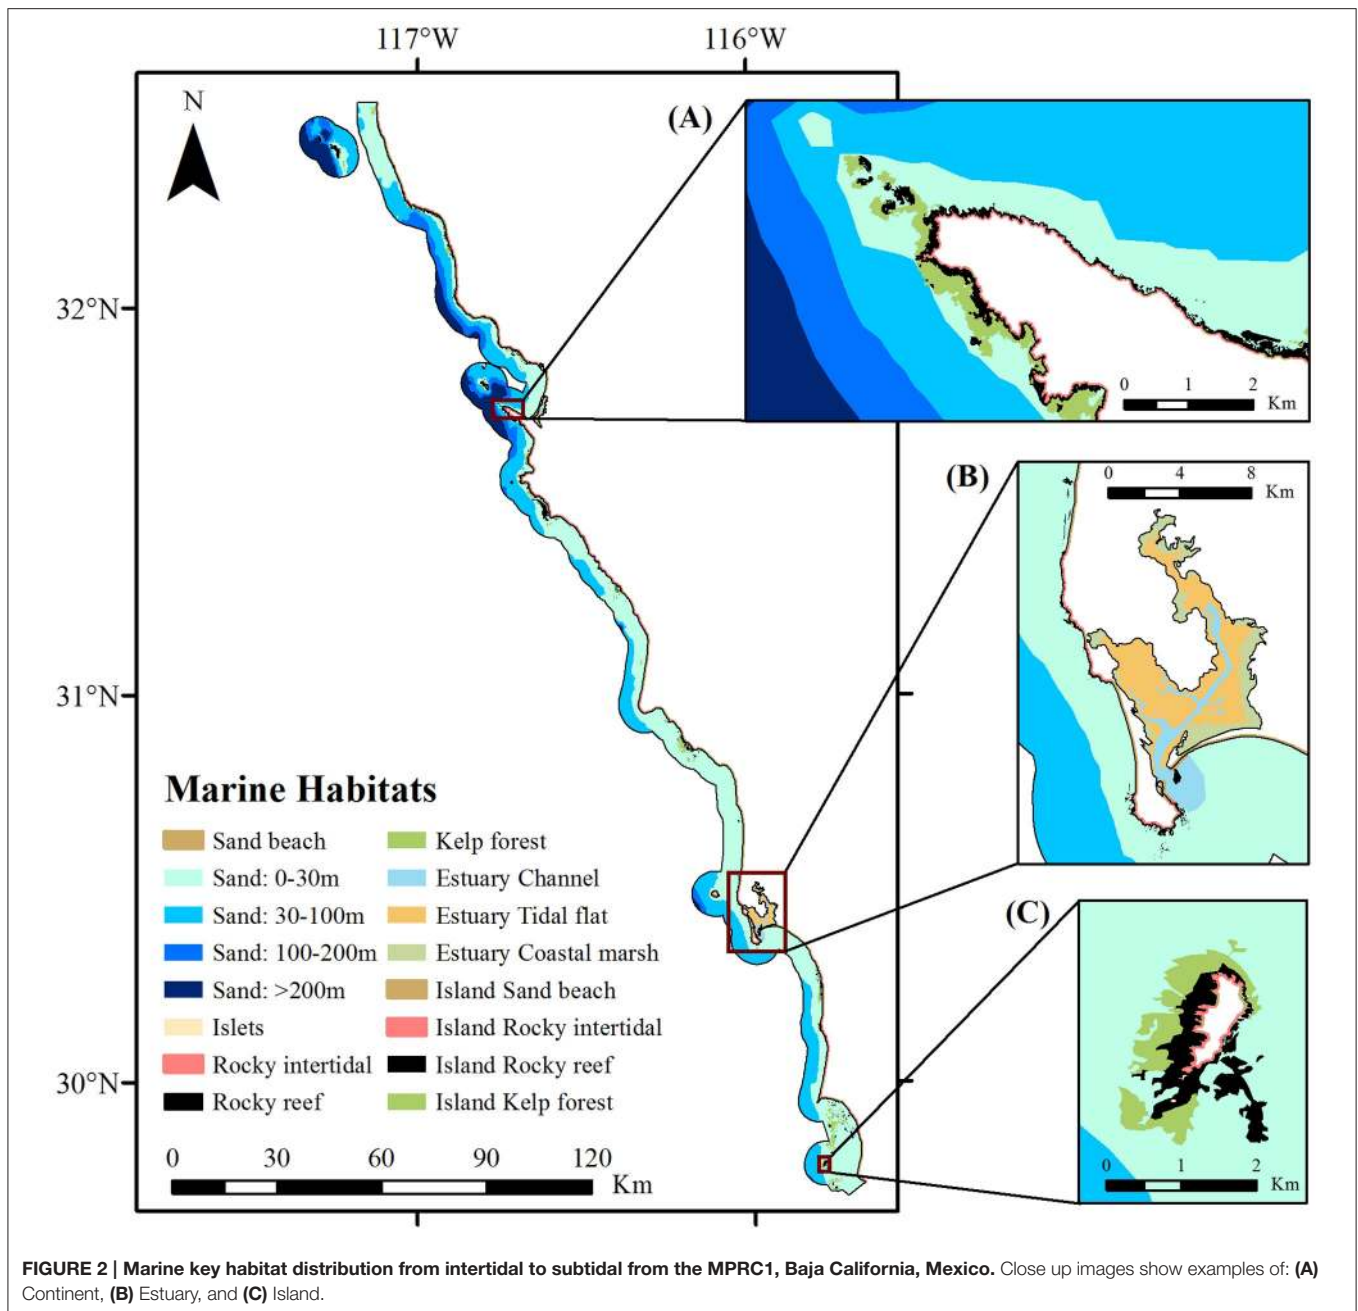 117°W 116°W
N
(A)
32°N
0 1 2
Km
(B)
0 4 8
Km
31°N
Marine Habitats
Sand beach Kelp forest
Sand: 0-30m Estuary Channel
Sand: 30-100m Estuary Tidal flat
Sand: 100-200m Estuary Coastal marsh
Sand: >200m Island Sand beach
Islets Island Rocky intertidal
Rocky intertidal Island Rocky reef
Rocky reef Island Kelp forest
(C)
30°N
0 30 60 90 120
Km
0 1 2
Km
FIGURE 2 | Marine key habitat distribution from intertidal to subtidal from the MPRC1, Baja California, Mexico. Close up images show examples of: (A)
Continent, (B) Estuary, and (C) Island.